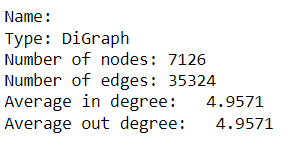 Name:
Type: DiGraph
Number of nodes: 7126
Number of edges: 35324
Average in degree:   4.9571
Average out degree:   4.9571